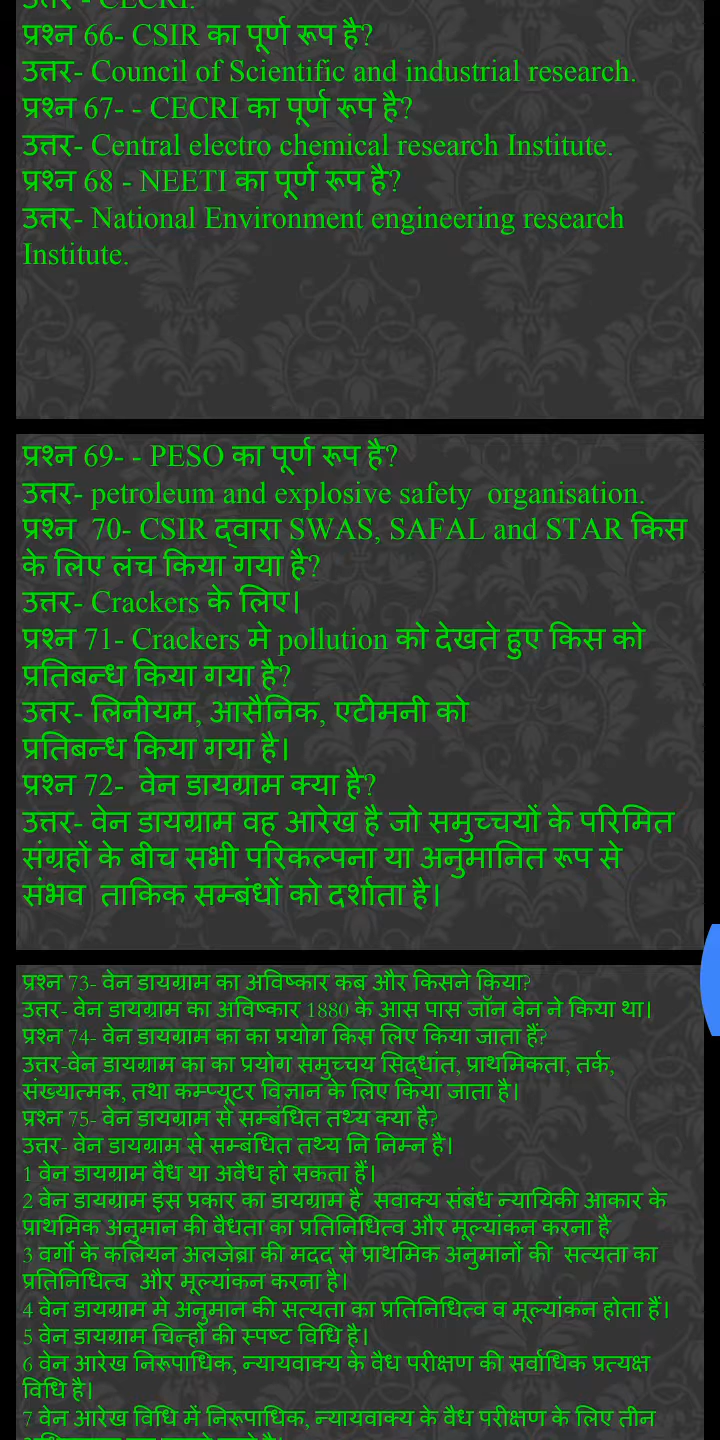 उत्तर - CECRI.
प्रश्न 66- CSIR का पूर्ण रूप है?
उत्तर- Council of Scientific and industrial research.
प्रश्न 67- - CECRI का पूर्ण रूप है?
उत्तर- Central electro chemical research Institute.
प्रश्न 68 - NEETI का पूर्ण रूप है?
उत्तर- National Environment engineering research
Institute.
प्रश्न 69- - PESO का पूर्ण रूप है?
उत्तर- petroleum and explosive safety organisation.
प्रश्न 70- CSIR द्वारा SWAS, SAFAL and STAR किस
के लिए लंच किया गया है?
उत्तर- Crackers के लिए।
प्रश्न 71- Crackers मे pollution को देखते हुए किस को
प्रतिबन्ध किया गया है?
उत्तर- लिनीयम, आसैनिक, एटीमनी को
प्रतिबन्ध किया गया है।
प्रश्न 72- वेन डायग्राम क्या है?
उत्तर- वेन डायग्राम वह आरेख है जो समुच्चयों के परिमित
संग्रहों के बीच सभी परिकल्पना या अनुमानित रूप से
संभव ताकिक सम्बंधों को दर्शाता है।
प्रश्न 73- वेन डायग्राम का अविष्कार कब और किसने किया?
उत्तर- वेन डायग्राम का अविष्कार 1880 के आस पास जॉन वेन ने किया था।
प्रश्न 74- वेन डायग्राम का का प्रयोग किस लिए किया जाता हैं?
उत्तर-वेन डायग्राम का का प्रयोग समुच्चय सिद्धांत, प्राथमिकता, तर्क,
संख्यात्मक, तथा कम्प्यूटर विज्ञान के लिए किया जाता है।
प्रश्न 75- वेन डायग्राम से सम्बंधित तथ्य क्या है?
उत्तर- वेन डायग्राम से सम्बंधित तथ्य नि निम्न है।
1 वेन डायग्राम वैध या अवैध हो सकता हैं।
2 वेन डायग्राम इस प्रकार का डायग्राम है सवाक्य संबंध न्यायिकी आकार के
प्राथमिक अनुमान की वैधता का प्रतिनिधित्व और मूल्यांकन करना है
3 वर्गो के कलियन अलजेब्रा की मदद से प्राथमिक अनुमानों की सत्यता का
प्रतिनिधित्व और मूल्यांकन करना है।
4 वेन डायग्राम मे अनुमान की सत्यता का प्रतिनिधित्व व मूल्यांकन होता हैं।
5 वेन डायग्राम चिन्हों की स्पष्ट विधि है।
6 वेन आरेख निरूपाधिक, न्यायवाक्य के वैध परीक्षण की सर्वाधिक प्रत्यक्ष
विधि है।
7 वेन आरेख विधि में निरूपाधिक, न्यायवाक्य के वैध परीक्षण के लिए तीन